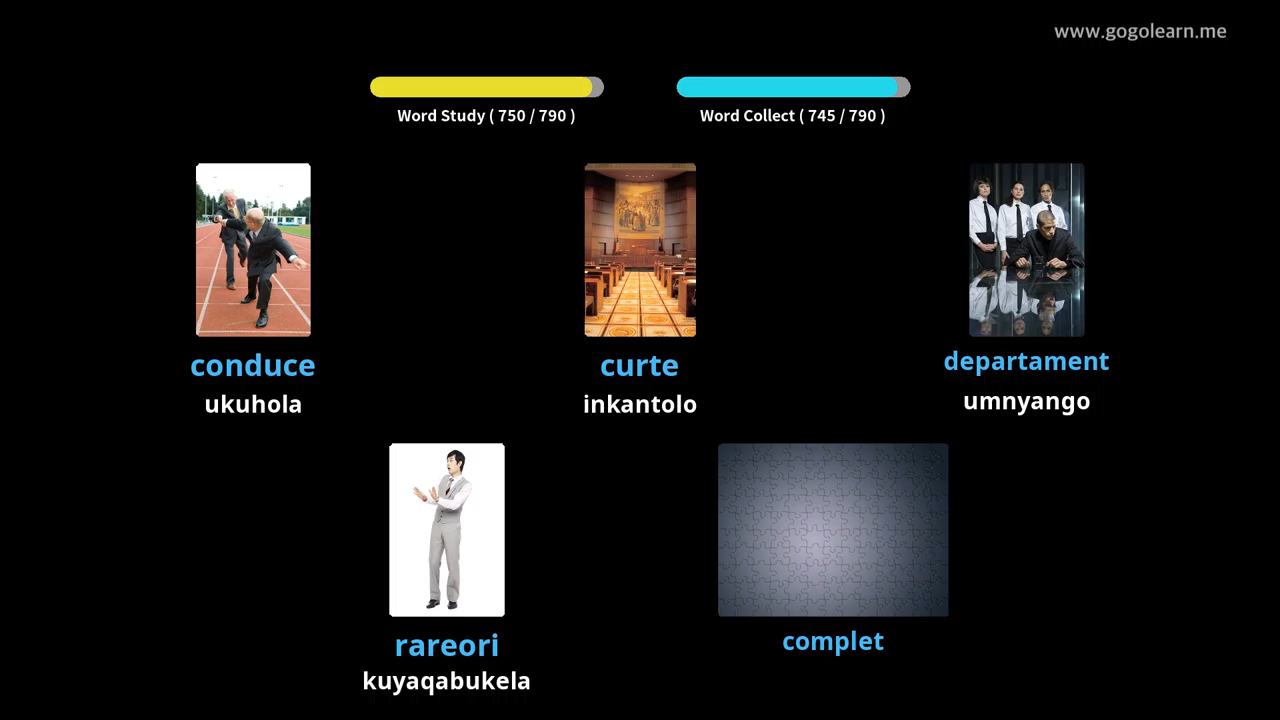 www.gogolearn.me
Word Study ( 750 / 790 )
Word Collect ( 745 / 790 )
conduce
ukuhola
curte
inkantolo
departament
umnyango
rareori
kuyaqabukela
complet